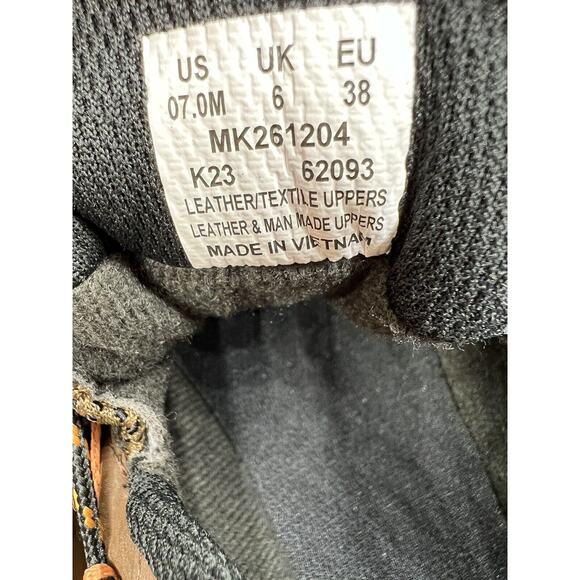 US UK EU
07.0M 6 38
MK261204
K23 62093
LEATHER/TEXTILE UPPERS
LEATHER & MAN MADE UPPERS
MADE IN VIETNAM